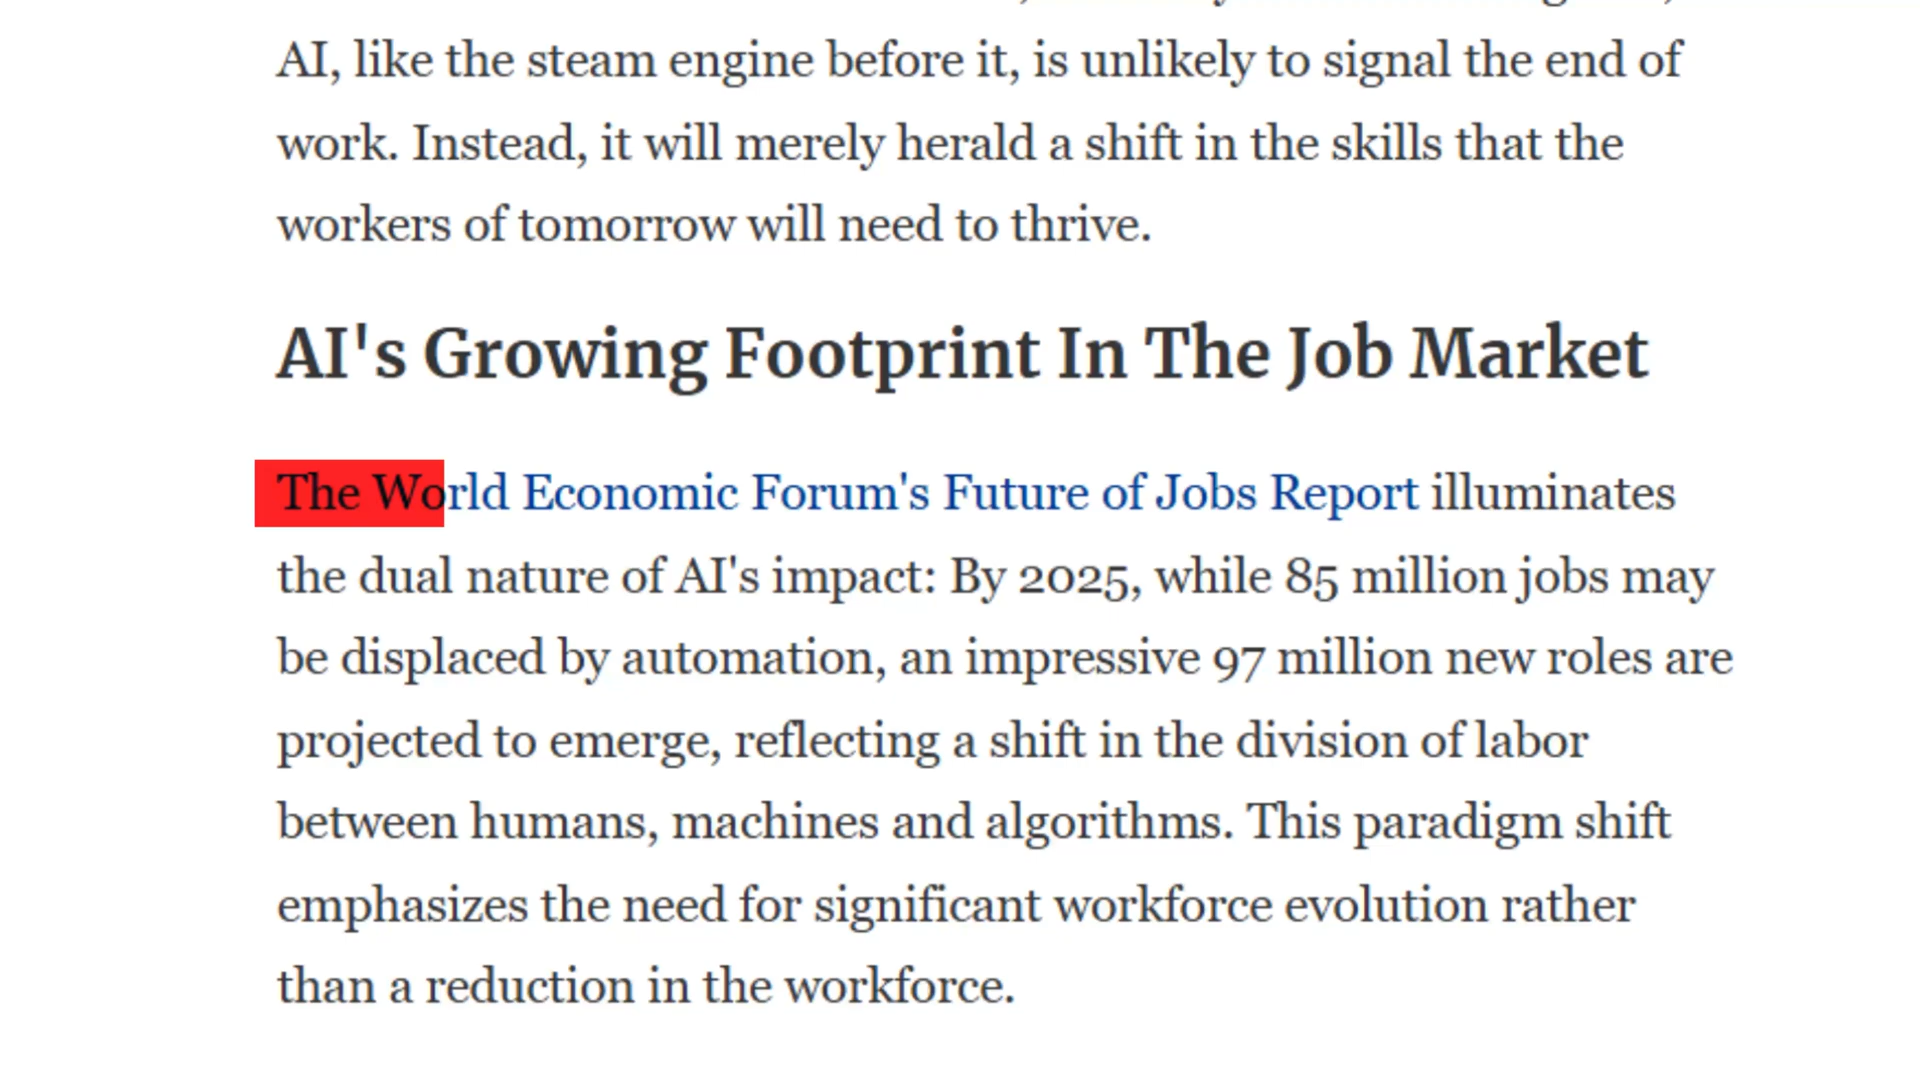 AI, like the steam engine before it, is unlikely to signal the end of
work. Instead, it will merely herald a shift in the skills that the
workers of tomorrow will need to thrive.
AI's Growing Footprint In The Job Market
The World Economic Forum's Future of Jobs Report illuminates
the dual nature of AI's impact: By 2025, while 85 million jobs may
be displaced by automation, an impressive 97 million new roles are
projected to emerge, reflecting a shift in the division of labor
between humans, machines and algorithms. This paradigm shift
emphasizes the need for significant workforce evolution rather
than a reduction in the workforce.